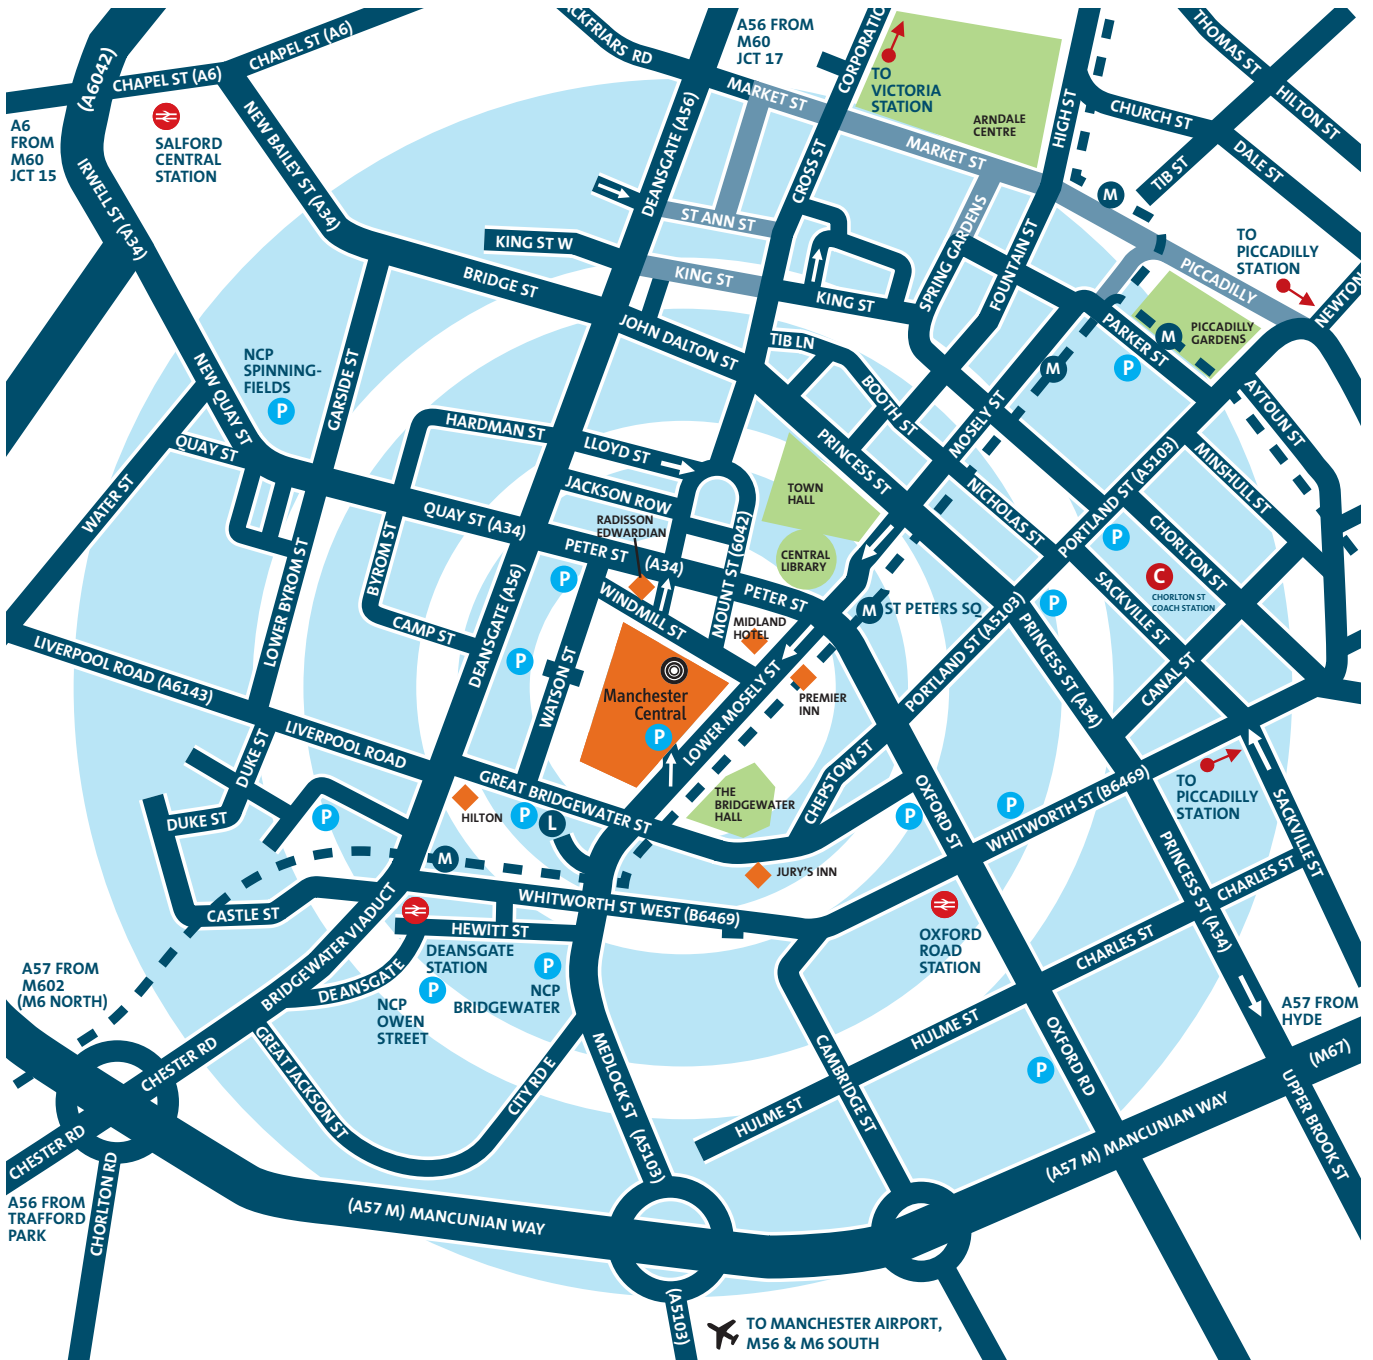 CHAPEL ST (A6)
CHAPEL ST (A6)
(A6042)
A6
FROM
M60
JCT 15
SALFORD
CENTRAL
STATION
NEW BAILEY ST (A34)
IRWELL ST (A34)
RD
A56 FROM
M60
JCT 17
DEANSGATE (A56)
MARKET ST
CROSS ST
TO
VICTORIA
STATION
ARNDALE
CENTRE
MARKET ST
HIGH ST
THOMAS ST
HILTON ST
CHURCH ST
DALE ST
TIB ST
M
TO
PICCADILLY
STATION
PICCADILLY
NEWTON
PICCADILLY
GARDENS
M
PARKER ST
P
M
ST ANN ST
KING ST W
KING ST
KING ST
SPRING GARDENS
FOUNTAIN ST
BRIDGE ST
JOHN DALTON ST
TIB LN
BOOTH ST
MOSELY ST
PRINCESS ST
NICHOLAS ST
AYTOUN ST
MINSHULL ST
PORTLAND ST (A5103)
CHORLTON ST
P
C
CHORLTON ST
COACH STATION
SACKVILLE ST
P
NCP
SPINNING-
FIELDS
P
GARSIDE ST
NEW QUAY ST
QUAY ST
WATER ST
HARDMAN ST
LLOYD ST
JACKSON ROW
RADISSON
EDWARDIAN
QUAY ST (A34)
PETER ST
(A34)
PETER ST
MOUNT ST (6042)
TOWN
HALL
CENTRAL
LIBRARY
M
ST PETERS SQ
BYROM ST
CAMP ST
LOWER BYROM ST
DEANSGATE (A56)
P
P
WATSON ST
WINDMILL ST
MIDLAND
HOTEL
PREMIER
INN
Manchester
Central
P
LOWER MOSELY ST
PORTLAND ST (A5103)
PRINCESS ST (A34)
CANAL ST
LIVERPOOL ROAD (A6143)
LIVERPOOL ROAD
DUKE ST
DUKE ST
P
HILTON
P
L
GREAT BRIDGEWATER ST
THE
BRIDGEWATER
HALL
CHEPSTOW ST
OXFORD ST
P
P
WHITWORTH ST (B6469)
TO
PICCADILLY
STATION
SACKVILLE ST
JURY'S INN
M
CASTLE ST
BRIDGEWATER VIADUCT
WHITWORTH ST WEST (B6469)
HEWITT ST
DEANSGATE
STATION
DEANSGATE
P
NCP
OWEN
STREET
P
NCP
BRIDGEWATER
OXFORD
ROAD
STATION
CHARLES ST
CHARLES ST
PRINCESS ST (A34)
A57 FROM
M602
(M6 NORTH)
A57 FROM
HYDE
(M67)
CHESTER RD
GREAT JACKSON ST
CITY RD E
MEDLOCK ST
(A5103)
CAMBRIDGE ST
HULME ST
HULME ST
OXFORD RD
P
UPPER BROOK ST
(A57 M) MANCUNIAN WAY
CHESTER RD
CHORLTON RD
A56 FROM
TRAFFORD
PARK
(A57 M) MANCUNIAN WAY
(A5103)
TO MANCHESTER AIRPORT,
M56 & M6 SOUTH